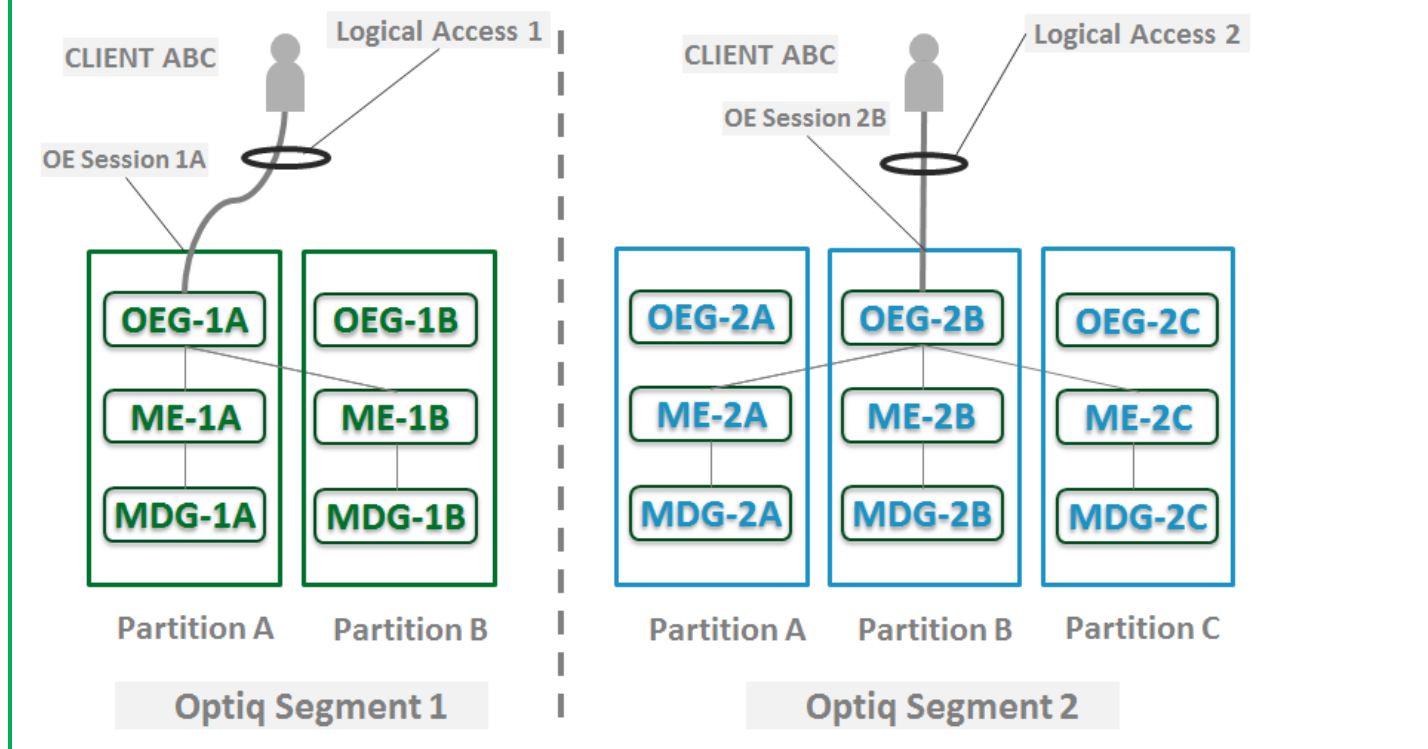 Logical Access 1
CLIENT ABC
OE Session 1A
OEG-1A
OEG-1B
ME-1A
ME-1B
MDG-1A
MDG-1B
Partition A
Partition B
Optiq Segment 1
Logical Access 2
CLIENT ABC
OE Session 2B
OEG-2A
OEG-2B
OEG-2C
ME-2A
ME-2B
ME-2C
MDG-2A
MDG-2B
MDG-2C
Partition A
Partition B
Partition C
Optiq Segment 2